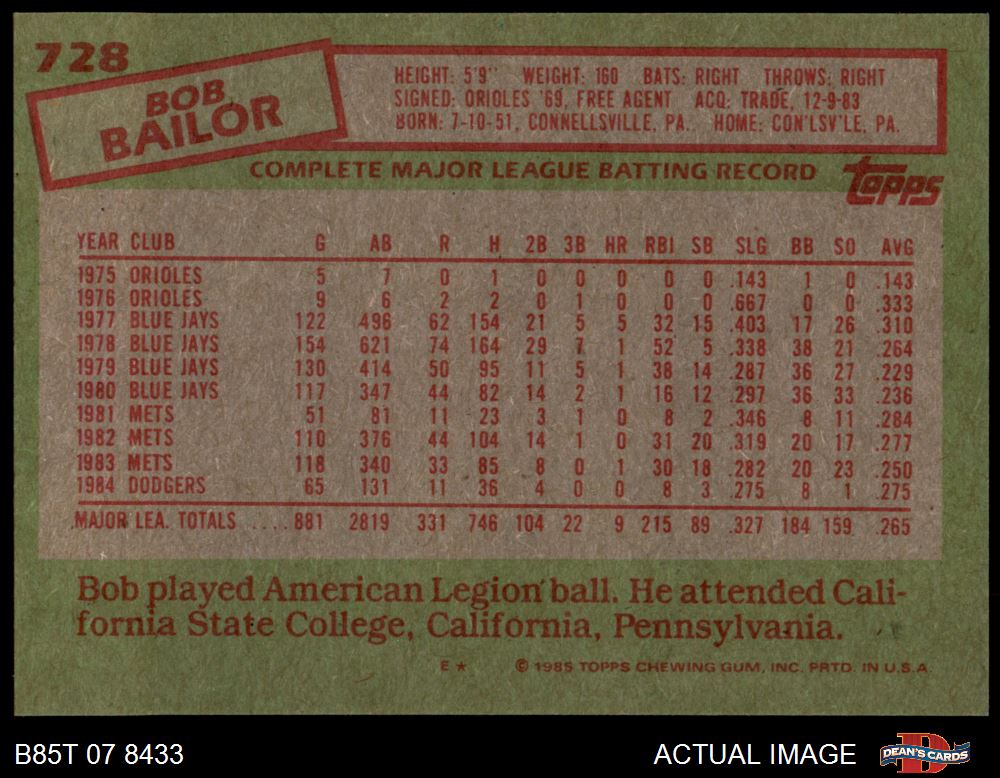 728
BOB
BAILOR
HEIGHT: 5'9" WEIGHT: 160 BATS: RIGHT THROWS: RIGHT
SIGNED: ORIOLES '69, FREE AGENT ACQ: TRADE, 12-9-83
BORN: 7-10-51, CONNELLSVILLE, PA. HOME: CON'LSV'LE, PA.
COMPLETE MAJOR LEAGUE BATTING RECORD
Topps
YEAR CLUB G AB R H 2B 3B HR RBI SB SLG BB SO AVG
1975 ORIOLES 5 7 0 1 0 0 0 0 0 .143 1 0 .143
1976 ORIOLES 9 6 2 2 0 1 0 0 0 .667 0 0 .333
1977 BLUE JAYS 122 496 62 154 21 5 5 32 15 .403 17 26 .310
1978 BLUE JAYS 154 621 74 164 29 7 1 52 5 .338 38 21 .264
1979 BLUE JAYS 130 414 50 95 11 5 1 38 14 .287 36 27 .229
1980 BLUE JAYS 117 347 44 82 14 2 1 16 12 .297 36 33 .236
1981 METS 51 81 11 23 3 1 0 8 2 .346 8 11 .284
1982 METS 110 376 44 104 14 1 0 31 20 .319 20 17 .277
1983 METS 118 340 33 85 8 0 1 30 18 .282 20 23 .250
1984 DODGERS 65 131 11 36 4 0 0 8 3 .275 8 1 .275
MAJOR LEA. TOTALS .... 881 2819 331 746 104 22 9 215 89 .327 184 159 .265
Bob played American Legion ball. He attended Cali-
fornia State College, California, Pennsylvania.
E * © 1985 TOPPS CHEWING GUM, INC. PRTD. IN U.S.A.
B85T 07 8433 ACTUAL IMAGE DEAN'S CARDS